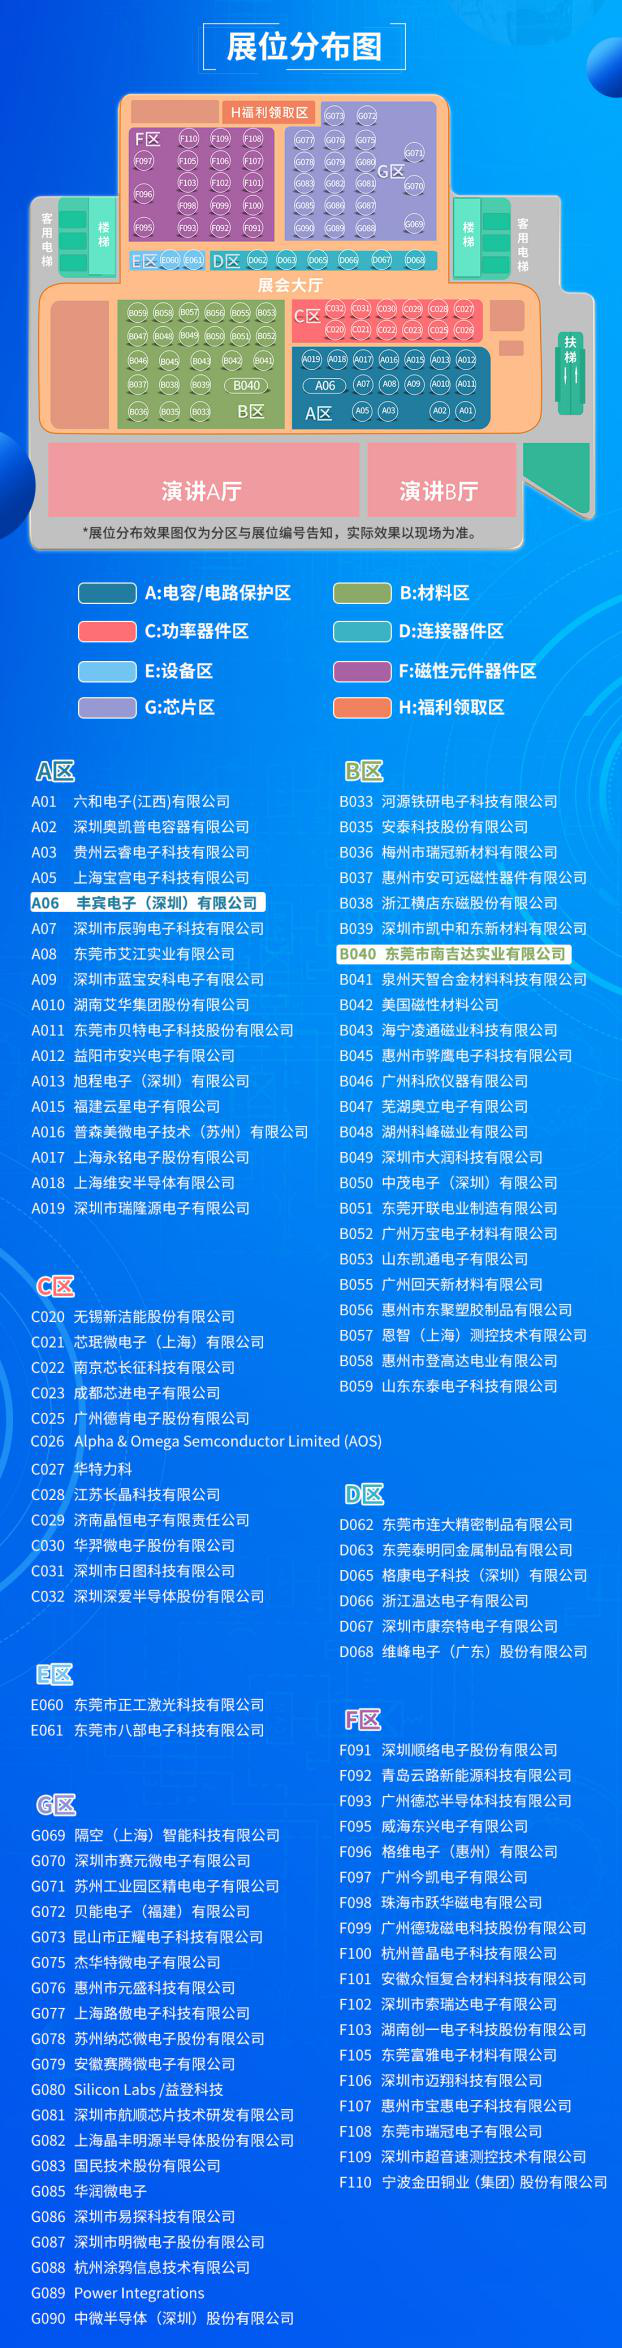 展位分布图
H福利领取区
G073 G072
F区 F110 F109 F108
G077 G076 G075
F097 F105 F106 F107
G078 G079 G080 G071
G区
F103 F102 F101
G083 G082 G081 G070
F096
F098 F099 F100
G085 G086 G087
F095 F093 F092 F091
G090 G089 G088 G069
客用电梯
楼梯
楼梯
客用电梯
E区 E060 E061 D区 D062 D063 D065 D066 D067 D068
展会大厅
B059 B058 B057 B056 B055 B053
C区 C032 C031 C030 C029 C028 C027
B047 B048 B049 B050 B051 B052
C020 C021 C022 C023 C025 C026
B046 B045 B043 B042 B041
A019 A018 A017 A016 A015 A013 A012
B037 B038 B039 B040
A06 A07 A08 A09 A010 A011
B036 B035 B033 B区
A区 A05 A03 A02 A01
扶梯
演讲A厅
演讲B厅
*展位分布效果图仅为分区与展位编号告知，实际效果以现场为准。
A:电容/电路保护区
B:材料区
C:功率器件区
D:连接器件区
E:设备区
F:磁性元件器件区
G:芯片区
H:福利领取区
A区
A01 六和电子(江西)有限公司
A02 深圳奥凯普电容器有限公司
A03 贵州云睿电子科技有限公司
A05 上海宝宫电子科技有限公司
A06 丰宾电子（深圳）有限公司
A07 深圳市辰驹电子科技有限公司
A08 东莞市艾江实业有限公司
A09 深圳市蓝宝安科电子有限公司
A010 湖南艾华集团股份有限公司
A011 东莞市贝特电子科技股份有限公司
A012 益阳市安兴电子有限公司
A013 旭程电子（深圳）有限公司
A015 福建云星电子有限公司
A016 普森美微电子技术（苏州）有限公司
A017 上海永铭电子股份有限公司
A018 上海维安半导体有限公司
A019 深圳市瑞隆源电子有限公司
B区
B033 河源铁研电子科技有限公司
B035 安泰科技股份有限公司
B036 梅州市瑞冠新材料有限公司
B037 惠州市安可远磁性器件有限公司
B038 浙江横店东磁股份有限公司
B039 深圳市凯中和东新材料有限公司
B040 东莞市南吉达实业有限公司
B041 泉州天智合金材料科技有限公司
B042 美国磁性材料公司
B043 海宁凌通磁业科技有限公司
B045 惠州市骅鹰电子科技有限公司
B046 广州科欣仪器有限公司
B047 芜湖奥立电子有限公司
B048 湖州科峰磁业有限公司
B049 深圳市大润科技有限公司
B050 中茂电子（深圳）有限公司
B051 东莞开联电业制造有限公司
B052 广州万宝电子材料有限公司
B053 山东凯通电子有限公司
B055 广州回天新材料有限公司
B056 惠州市东聚塑胶制品有限公司
B057 恩智（上海）测控技术有限公司
B058 惠州市登高达电业有限公司
B059 山东东泰电子科技有限公司
C区
C020 无锡新洁能股份有限公司
C021 芯珉微电子（上海）有限公司
C022 南京芯长征科技有限公司
C023 成都芯进电子有限公司
C025 广州德肯电子股份有限公司
C026 Alpha & Omega Semconductor Limited (AOS)
C027 华特力科
C028 江苏长晶科技有限公司
C029 济南晶恒电子有限责任公司
C030 华羿微电子股份有限公司
C031 深圳市日图科技有限公司
C032 深圳深爱半导体股份有限公司
D区
D062 东莞市连大精密制品有限公司
D063 东莞泰明同金属制品有限公司
D065 格康电子科技（深圳）有限公司
D066 浙江温达电子有限公司
D067 深圳市康奈特电子有限公司
D068 维峰电子（广东）股份有限公司
E区
E060 东莞市正工激光科技有限公司
E061 东莞市八部电子科技有限公司
F区
F091 深圳顺络电子股份有限公司
F092 青岛云路新能源科技有限公司
F093 广州德芯半导体科技有限公司
F095 威海东兴电子有限公司
F096 格维电子（惠州）有限公司
F097 广州今凯电子有限公司
F098 珠海市跃华磁电有限公司
F099 广州德珑磁电科技股份有限公司
F100 杭州普晶电子科技有限公司
F101 安徽众恒复合材料科技有限公司
F102 深圳市索瑞达电子有限公司
F103 湖南创一电子科技股份有限公司
F105 东莞富雅电子材料有限公司
F106 深圳市迈翔科技有限公司
F107 惠州市宝惠电子科技有限公司
F108 东莞市瑞冠电子有限公司
F109 深圳市超音速测控技术有限公司
F110 宁波金田铜业（集团）股份有限公司
G区
G069 隔空（上海）智能科技有限公司
G070 深圳市赛元微电子有限公司
G071 苏州工业园区精电电子有限公司
G072 贝能电子（福建）有限公司
G073 昆山市正耀电子科技有限公司
G075 杰华特微电子有限公司
G076 惠州市元盛科技有限公司
G077 上海路傲电子科技有限公司
G078 苏州纳芯微电子股份有限公司
G079 安徽赛腾微电子有限公司
G080 Silicon Labs /益登科技
G081 深圳市航顺芯片技术研发有限公司
G082 上海晶丰明源半导体股份有限公司
G083 国民技术股份有限公司
G085 华润微电子
G086 深圳市易探科技有限公司
G087 深圳市明微电子股份有限公司
G088 杭州涂鸦信息技术有限公司
G089 Power Integrations
G090 中微半导体（深圳）股份有限公司